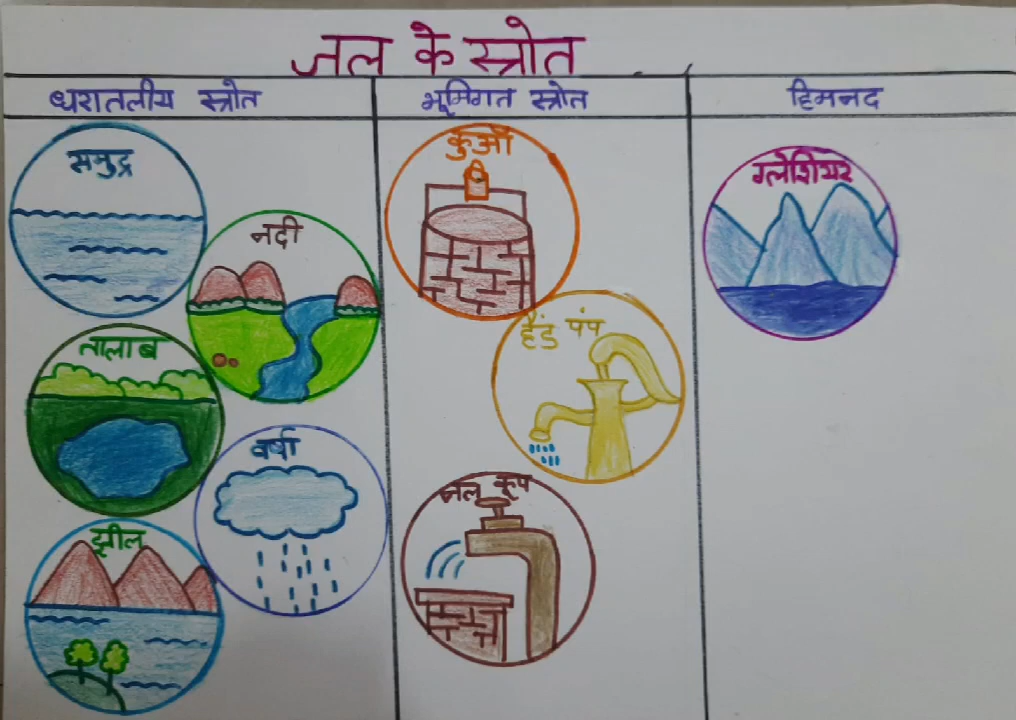 जल के स्त्रोत
धरातलीय स्त्रोत
भूमिगत स्त्रोत
हिमनद
समुद्र
नदी
तालाब
वर्षा
झील
कुआँ
हैंड पंप
नल कूप
ग्लेशियर